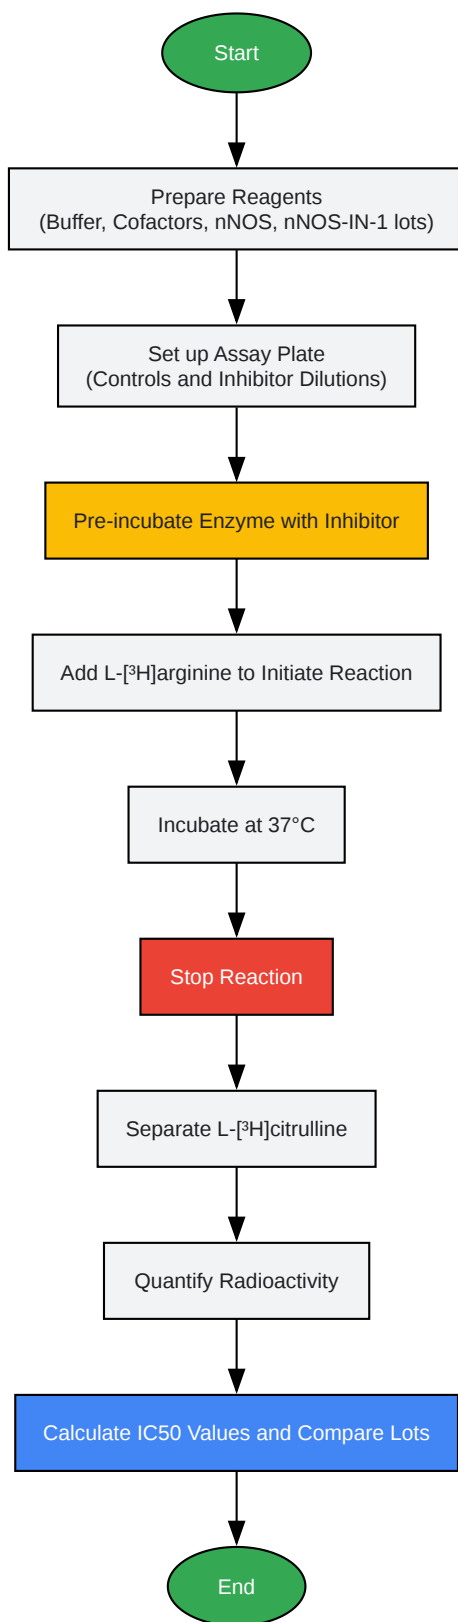 Start
Prepare Reagents
(Buffer, Cofactors, nNOS, nNOS-IN-1 lots)
Set up Assay Plate
(Controls and Inhibitor Dilutions)
Pre-incubate Enzyme with Inhibitor
Add L-[³H]arginine to Initiate Reaction
Incubate at 37°C
Stop Reaction
Separate L-[³H]citrulline
Quantify Radioactivity
Calculate IC50 Values and Compare Lots
End